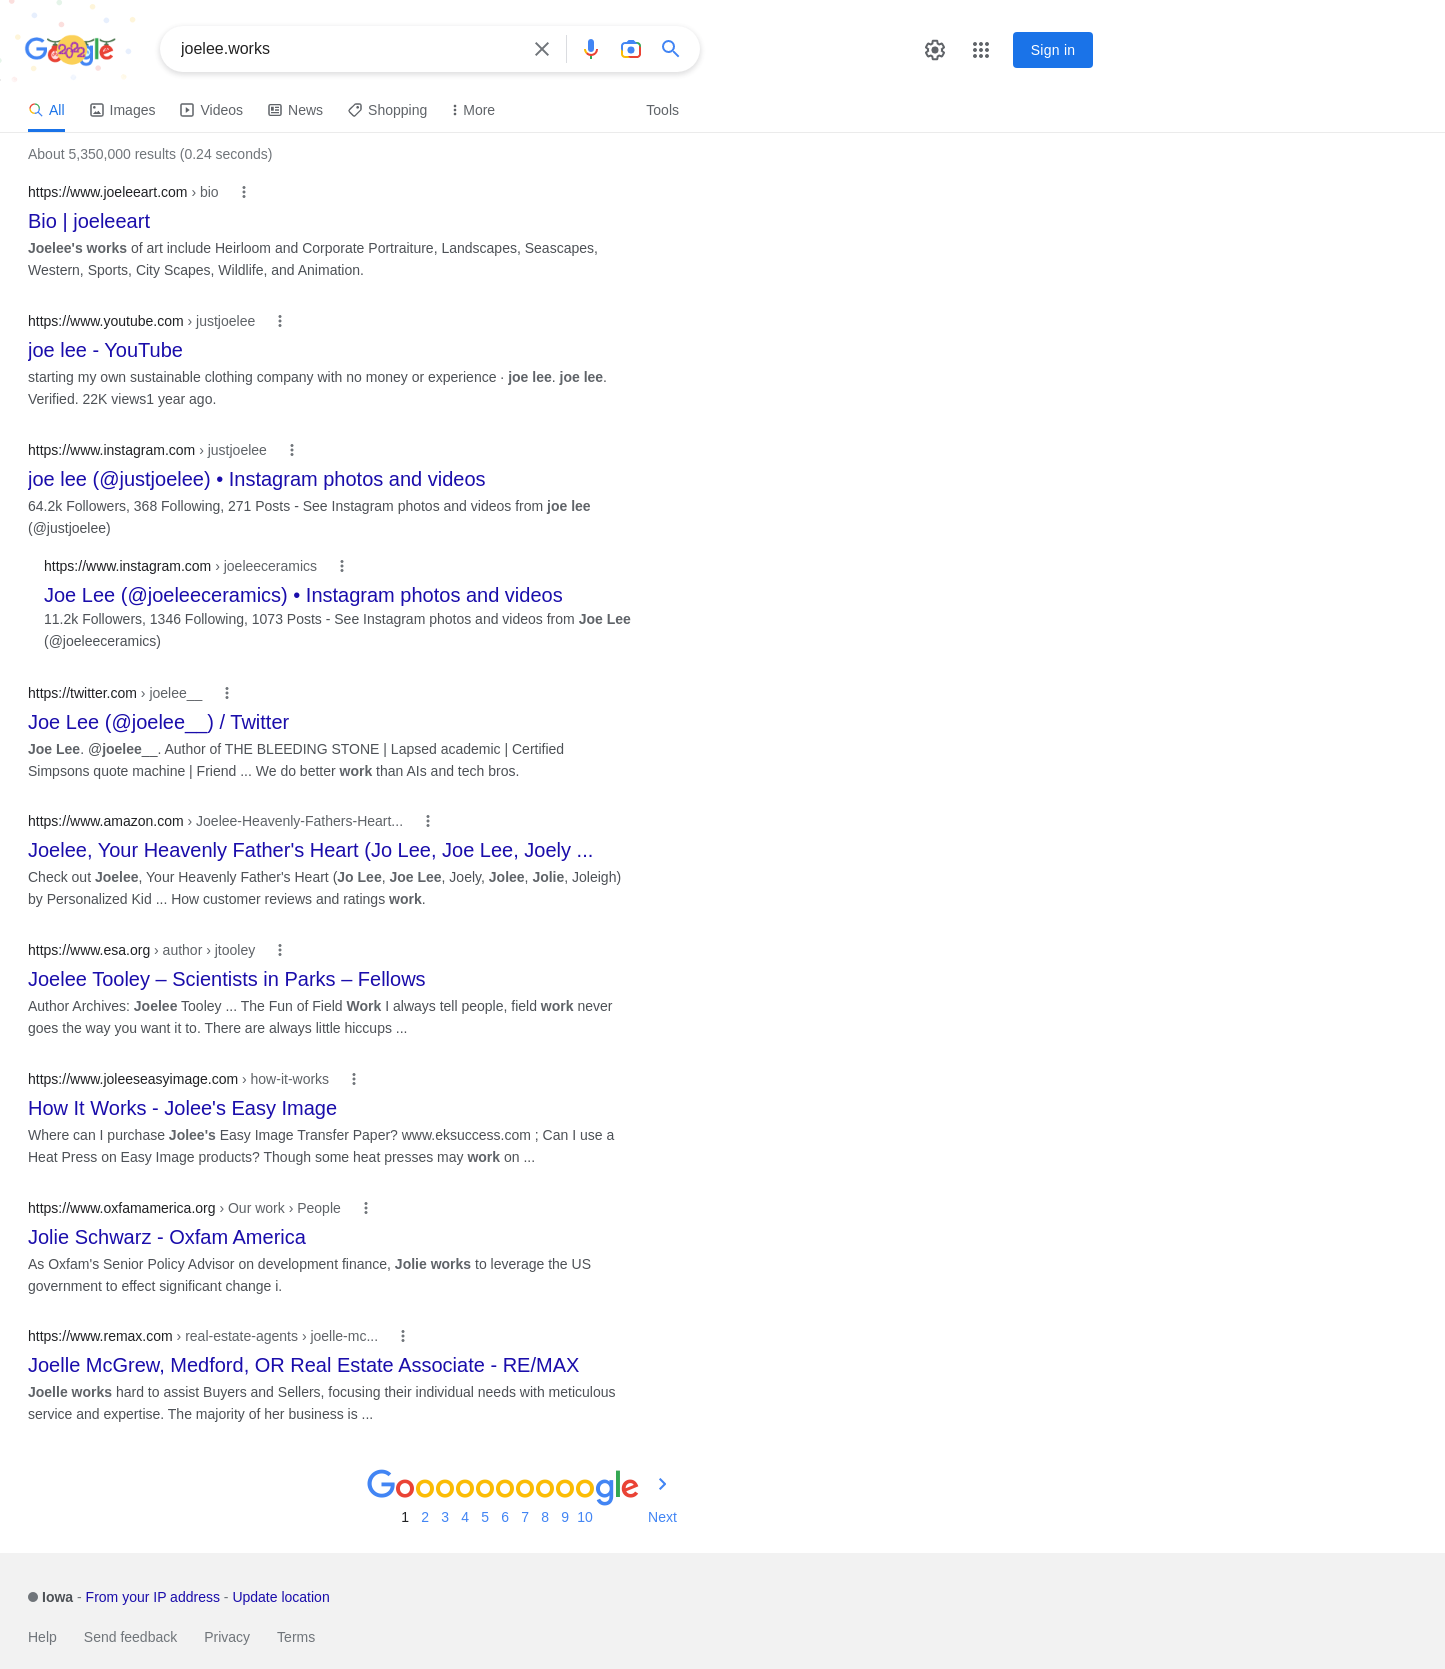 Google
joelee.works
Sign in
All
Images
Videos
News
Shopping
More
Tools
About 5,350,000 results (0.24 seconds)
https://www.joeleeart.com › bio
Bio | joeleeart
Joelee's works of art include Heirloom and Corporate Portraiture, Landscapes, Seascapes,
Western, Sports, City Scapes, Wildlife, and Animation.
https://www.youtube.com › justjoelee
joe lee - YouTube
starting my own sustainable clothing company with no money or experience · joe lee. joe lee.
Verified. 22K views1 year ago.
https://www.instagram.com › justjoelee
joe lee (@justjoelee) • Instagram photos and videos
64.2k Followers, 368 Following, 271 Posts - See Instagram photos and videos from joe lee
(@justjoelee)
https://www.instagram.com › joeleeceramics
Joe Lee (@joeleeceramics) • Instagram photos and videos
11.2k Followers, 1346 Following, 1073 Posts - See Instagram photos and videos from Joe Lee
(@joeleeceramics)
https://twitter.com › joelee__
Joe Lee (@joelee__) / Twitter
Joe Lee. @joelee__. Author of THE BLEEDING STONE | Lapsed academic | Certified
Simpsons quote machine | Friend ... We do better work than AIs and tech bros.
https://www.amazon.com › Joelee-Heavenly-Fathers-Heart...
Joelee, Your Heavenly Father's Heart (Jo Lee, Joe Lee, Joely ...
Check out Joelee, Your Heavenly Father's Heart (Jo Lee, Joe Lee, Joely, Jolee, Jolie, Joleigh)
by Personalized Kid ... How customer reviews and ratings work.
https://www.esa.org › author › jtooley
Joelee Tooley – Scientists in Parks – Fellows
Author Archives: Joelee Tooley ... The Fun of Field Work I always tell people, field work never
goes the way you want it to. There are always little hiccups ...
https://www.joleeseasyimage.com › how-it-works
How It Works - Jolee's Easy Image
Where can I purchase Jolee's Easy Image Transfer Paper? www.eksuccess.com ; Can I use a
Heat Press on Easy Image products? Though some heat presses may work on ...
https://www.oxfamamerica.org › Our work › People
Jolie Schwarz - Oxfam America
As Oxfam's Senior Policy Advisor on development finance, Jolie works to leverage the US
government to effect significant change i.
https://www.remax.com › real-estate-agents › joelle-mc...
Joelle McGrew, Medford, OR Real Estate Associate - RE/MAX
Joelle works hard to assist Buyers and Sellers, focusing their individual needs with meticulous
service and expertise. The majority of her business is ...
Goooooooooogle
1 2 3 4 5 6 7 8 9 10 Next
Iowa - From your IP address - Update location
Help Send feedback Privacy Terms